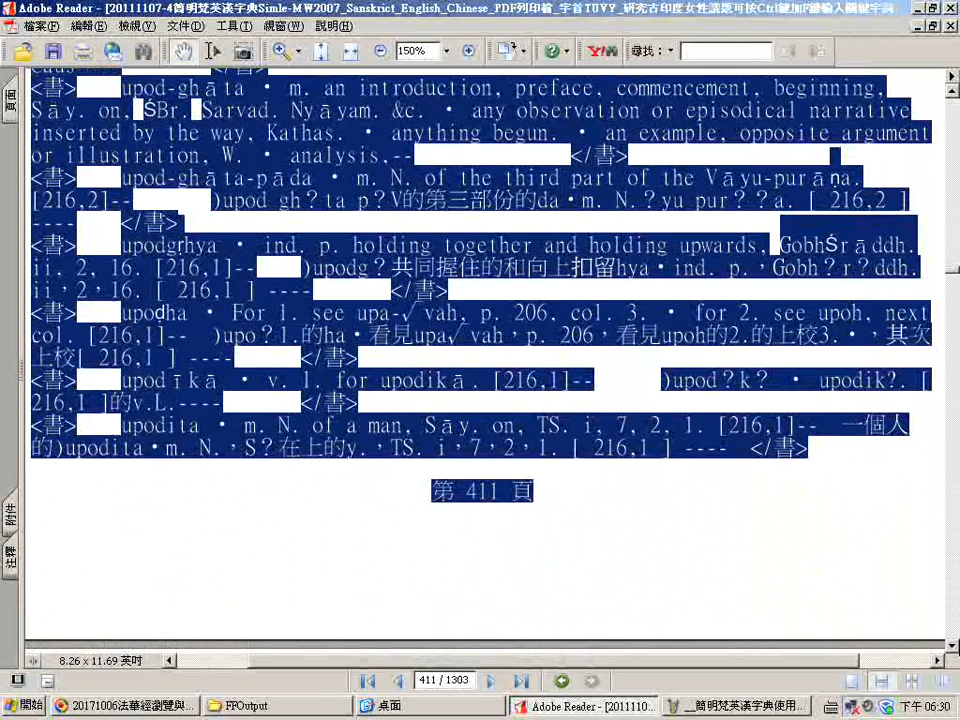 Adobe Reader - [20111107-4簡明梵英漢字典Simle-MW2007_Sanskrict_English_Chinese_PDF列印檔_字首TUVY_研究古印度女性議題可按Ctrl鍵加F鍵輸入關鍵字詞
檔案(F) 編輯(E) 檢視(V) 文件(D) 工具(T) 視窗(W) 說明(H)
150% 尋找:
頁面
<書> upod-ghāta • m. an introduction, preface, commencement, beginning,
Sāy. on, ŚBr. Sarvad. Nyāyam. &c. • any observation or episodical narrative
inserted by the way, Kathas. • anything begun. • an example, opposite argument
or illustration, W. • analysis,-- </書>
<書> upod-ghāta-pāda • m. N. of the third part of the Vāyu-purāṇa.
[216,2]-- )upod gh?ta p?V的第三部份的da•m. N.?yu pur??a. [ 216,2 ]
---- </書>
<書> upodgṛhya • ind. p. holding together and holding upwards, GobhŚrāddh.
ii, 2, 16. [216,1]-- )upodg?共同握住的和向上扣留hya•ind. p.，Gobh?r?ddh.
ii，2，16. [ 216,1 ] ---- </書>
<書> upoḍha • For 1. see upa-√ vah, p. 206, col. 3. • for 2. see upoh, next
col. [216,1]-- )upo?1.的ha•看見upa√ vah，p. 206，看見upoh的2.的上校3.•，其次
上校[ 216,1 ] ---- </書>
<書> upodīkā • v. l. for upodikā. [216,1]-- )upod?k? • upodik?. [
216,1 ]的v.L.---- </書>
<書> upodita • m. N. of a man, Sāy. on, TS. i, 7, 2, 1. [216,1]-- 一個人
的)upodita•m. N.，S?在上的y.，TS. i，7，2，1. [ 216,1 ] ---- </書>
第 411 頁
附件
注釋
8.26 x 11.69 英吋
411 / 1303
開始 20171006法華經瀏覽與... FFOutput 桌面 Adobe Reader - [201110... __簡明梵英漢字典使用... 下午 06:30